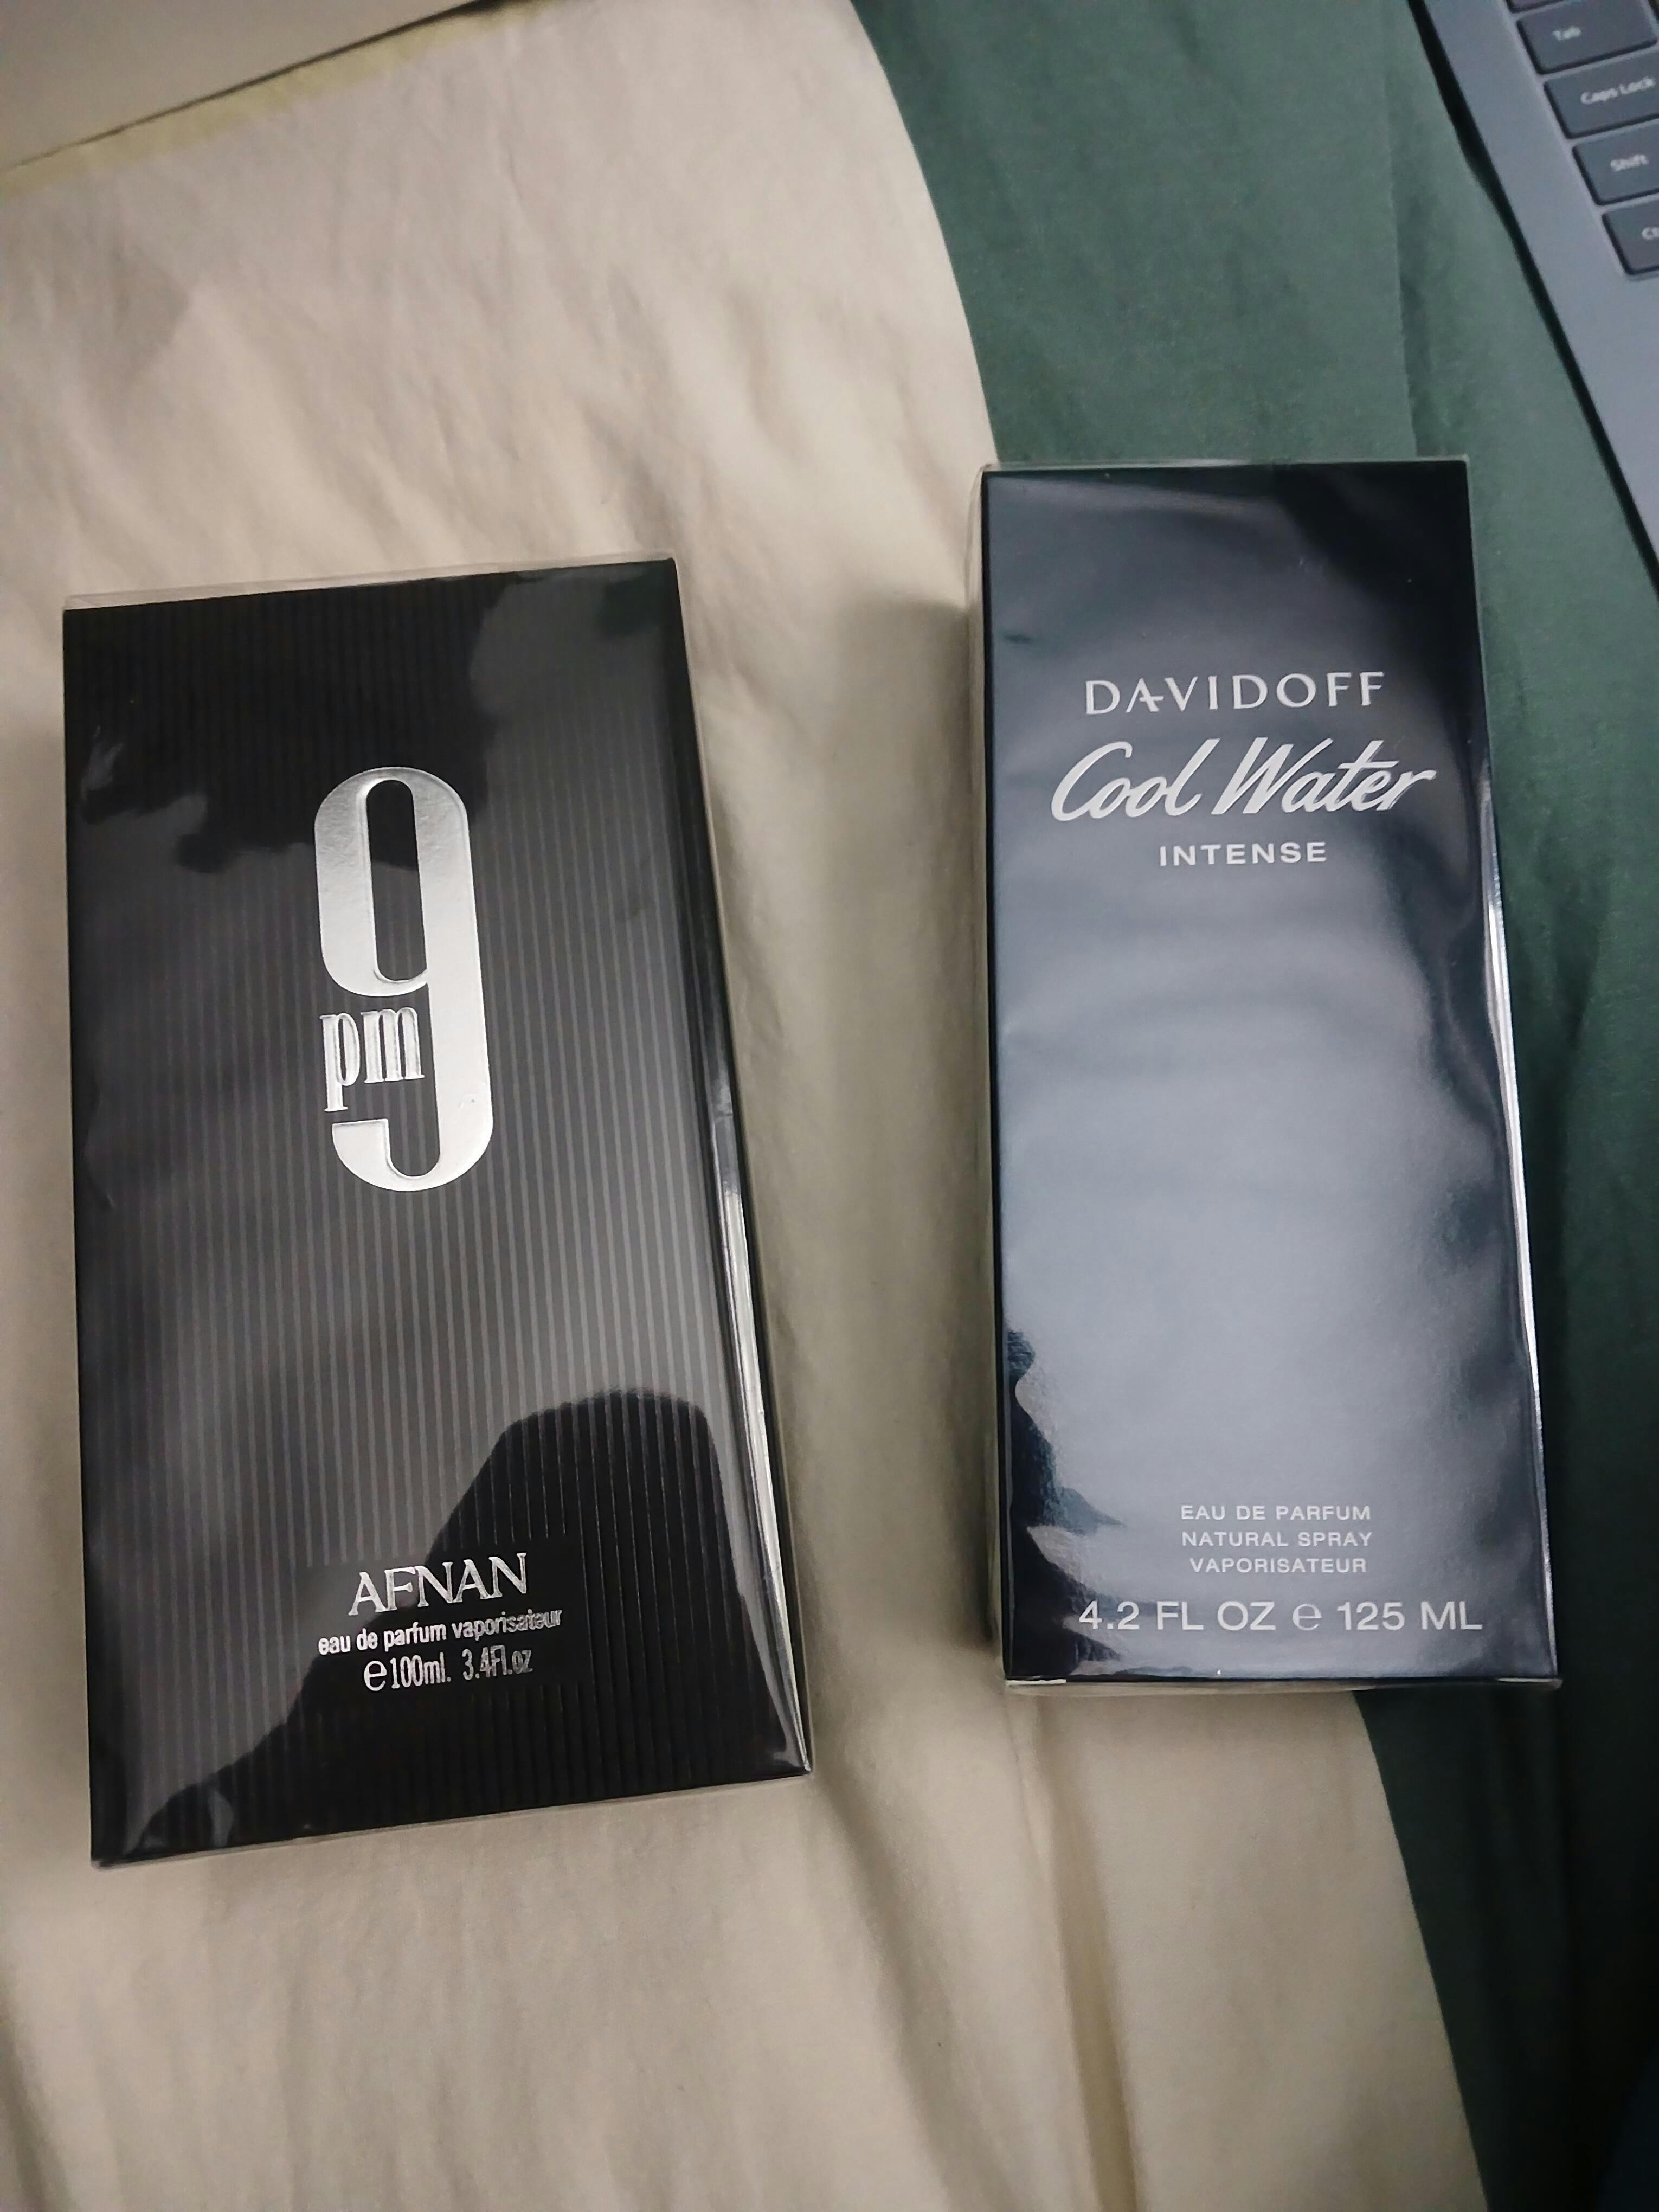 9
pm
AFNAN
eau de parfum vaporisateur
e 100ml. 3.4Fl.oz
DAVIDOFF
Cool Water
INTENSE
EAU DE PARFUM
NATURAL SPRAY
VAPORISATEUR
4.2 FL OZ e 125 ML
Tab
Caps Lock
Shift